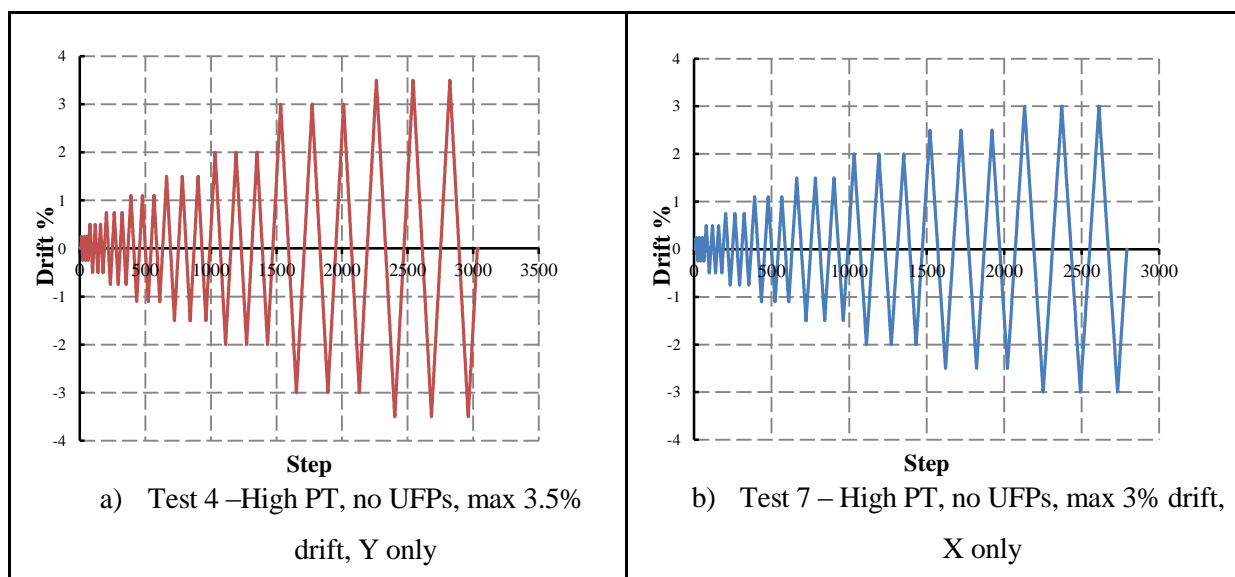 4
3
2
1
0
-1
-2
-3
-4
Drift %
0 500 1000 1500 2000 2500 3000 3500
Step
a) Test 4 –High PT, no UFPs, max 3.5%
drift, Y only
4
3
2
1
0
-1
-2
-3
-4
Drift %
0 500 1000 1500 2000 2500 3000
Step
b) Test 7 – High PT, no UFPs, max 3% drift,
X only